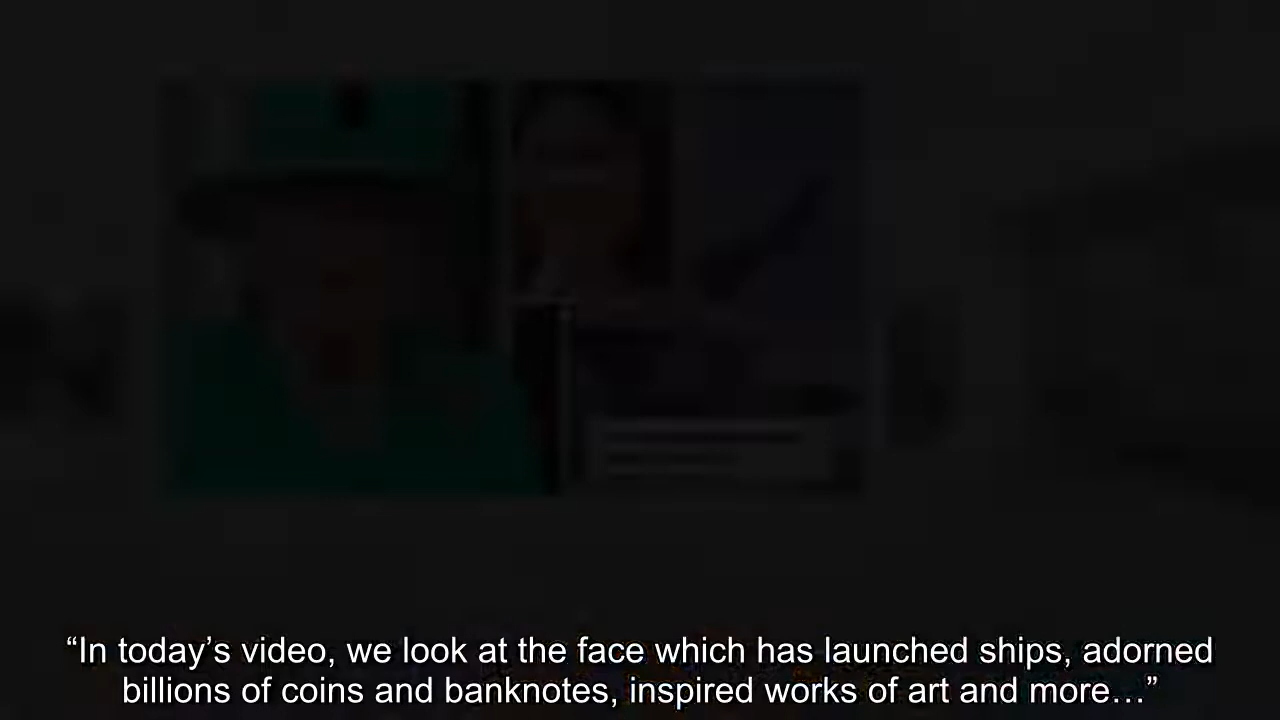 “In today’s video, we look at the face which has launched ships, adorned
billions of coins and banknotes, inspired works of art and more…”